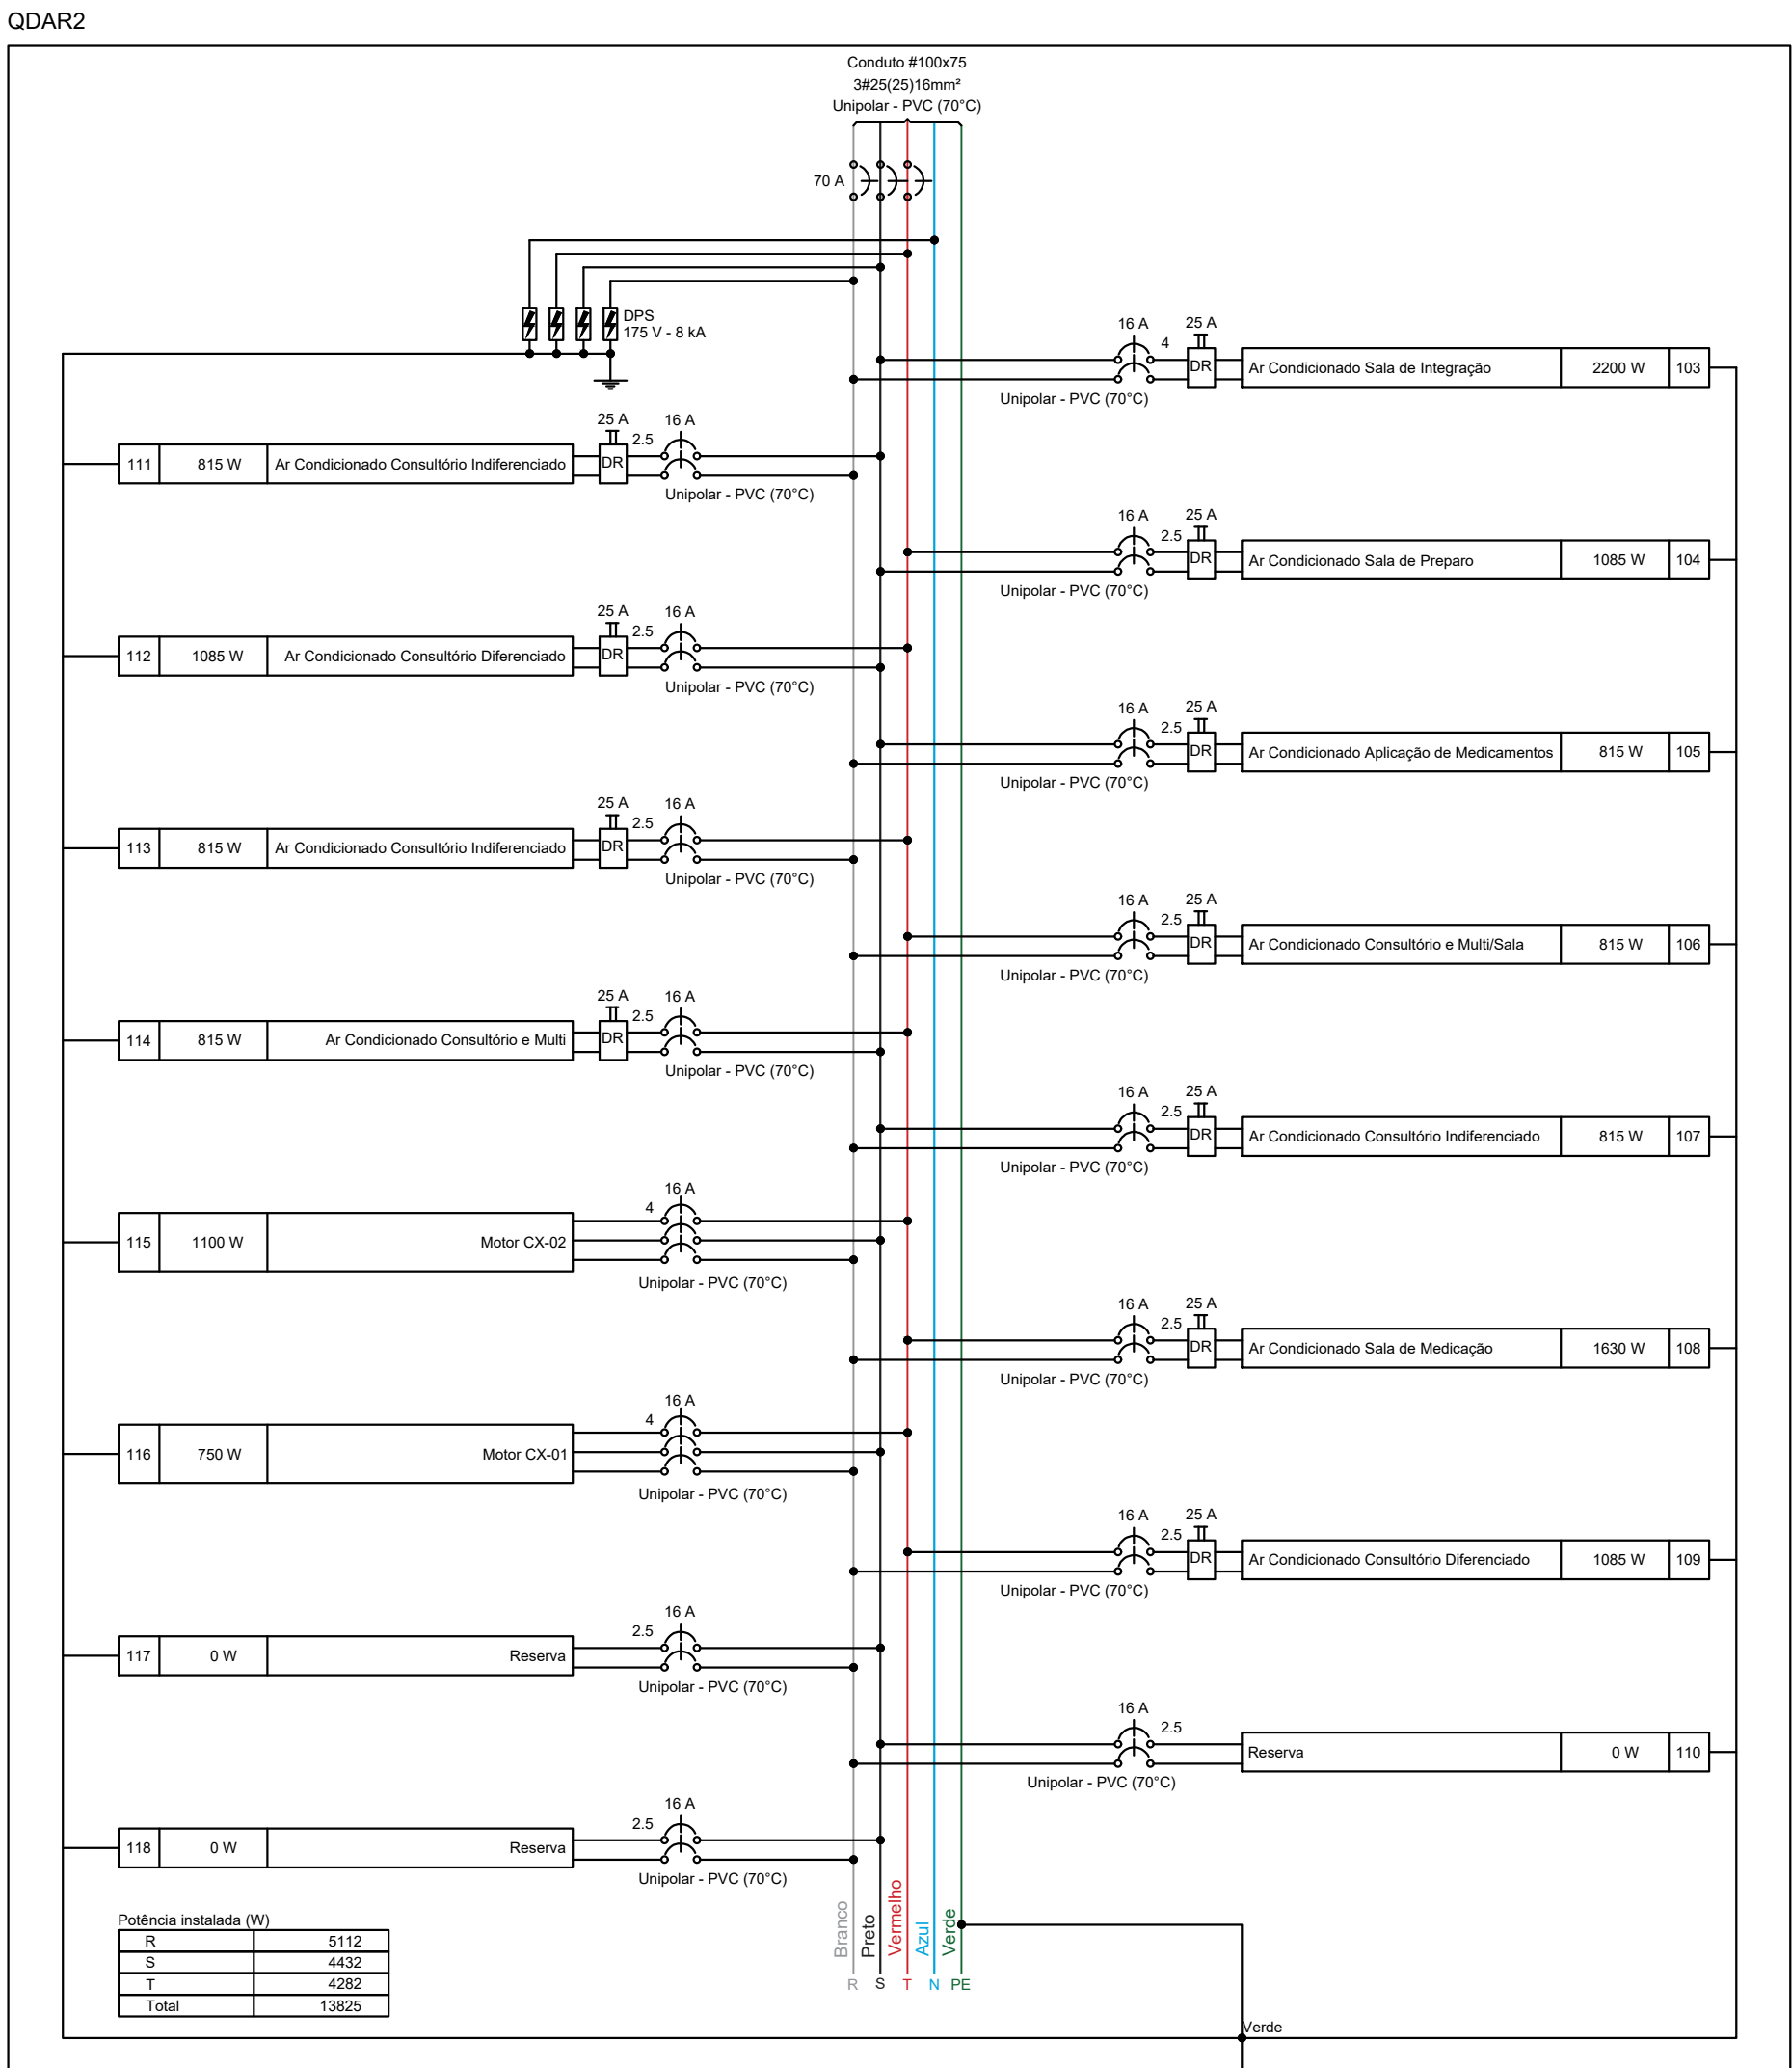 QDAR2
Conduto #100x75
3#25(25)16mm²
Unipolar - PVC (70°C)
70 A
DPS
175 V - 8 kA
16 A
4
25 A
DR
Ar Condicionado Sala de Integração 2200 W 103
Unipolar - PVC (70°C)
111 815 W Ar Condicionado Consultório Indiferenciado
25 A
DR
2.5
16 A
Unipolar - PVC (70°C)
16 A
2.5
25 A
DR
Ar Condicionado Sala de Preparo 1085 W 104
Unipolar - PVC (70°C)
112 1085 W Ar Condicionado Consultório Diferenciado
25 A
DR
2.5
16 A
Unipolar - PVC (70°C)
16 A
2.5
25 A
DR
Ar Condicionado Aplicação de Medicamentos 815 W 105
Unipolar - PVC (70°C)
113 815 W Ar Condicionado Consultório Indiferenciado
25 A
DR
2.5
16 A
Unipolar - PVC (70°C)
16 A
2.5
25 A
DR
Ar Condicionado Consultório e Multi/Sala 815 W 106
Unipolar - PVC (70°C)
114 815 W Ar Condicionado Consultório e Multi
25 A
DR
2.5
16 A
Unipolar - PVC (70°C)
16 A
2.5
25 A
DR
Ar Condicionado Consultório Indiferenciado 815 W 107
Unipolar - PVC (70°C)
115 1100 W Motor CX-02
4
16 A
Unipolar - PVC (70°C)
16 A
2.5
25 A
DR
Ar Condicionado Sala de Medicação 1630 W 108
Unipolar - PVC (70°C)
116 750 W Motor CX-01
4
16 A
Unipolar - PVC (70°C)
16 A
2.5
25 A
DR
Ar Condicionado Consultório Diferenciado 1085 W 109
Unipolar - PVC (70°C)
117 0 W Reserva
2.5
16 A
Unipolar - PVC (70°C)
16 A
2.5
Reserva 0 W 110
Unipolar - PVC (70°C)
118 0 W Reserva
2.5
16 A
Unipolar - PVC (70°C)
Potência instalada (W)
R 5112
S 4432
T 4282
Total 13825
Branco
Preto
Vermelho
Azul
Verde
R S T N PE
Verde